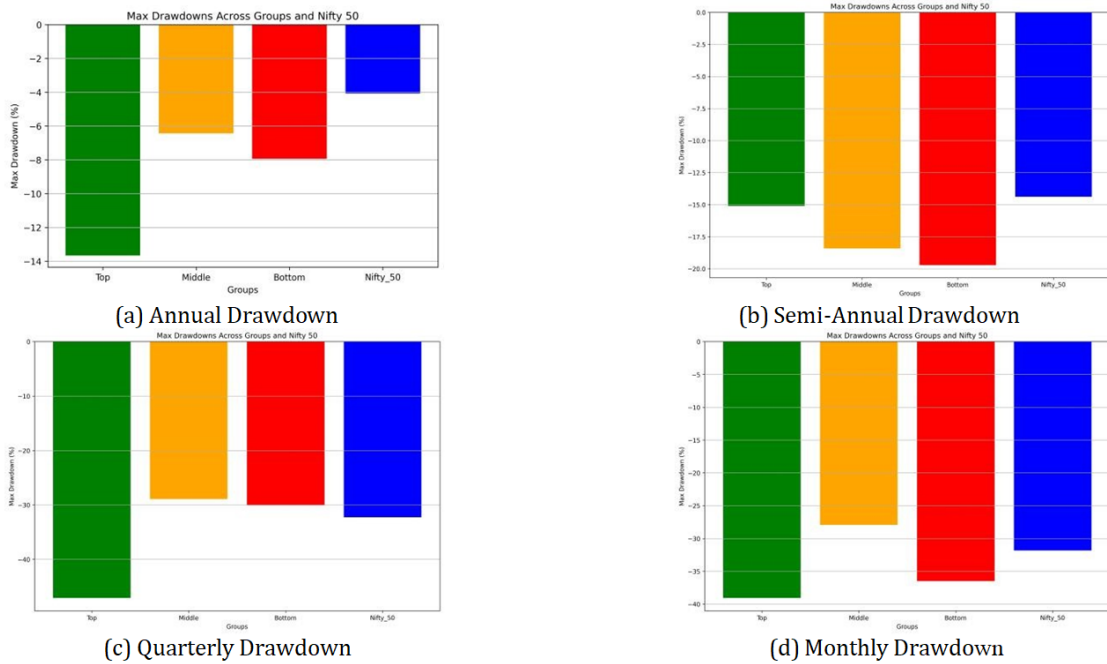 Max Drawdowns Across Groups and Nifty 50
0
−2
−4
−6
−8
−10
−12
−14
Max Drawdown (%)
Top Middle Bottom Nifty_50
Groups
(a) Annual Drawdown
Max Drawdowns Across Groups and Nifty 50
0.0
−2.5
−5.0
−7.5
−10.0
−12.5
−15.0
−17.5
−20.0
Max Drawdown (%)
Top Middle Bottom Nifty_50
Groups
(b) Semi-Annual Drawdown
Max Drawdowns Across Groups and Nifty 50
0
−10
−20
−30
−40
Max Drawdown (%)
Top Middle Bottom Nifty_50
Groups
(c) Quarterly Drawdown
Max Drawdowns Across Groups and Nifty 50
0
−5
−10
−15
−20
−25
−30
−35
−40
Max Drawdown (%)
Top Middle Bottom Nifty_50
Groups
(d) Monthly Drawdown